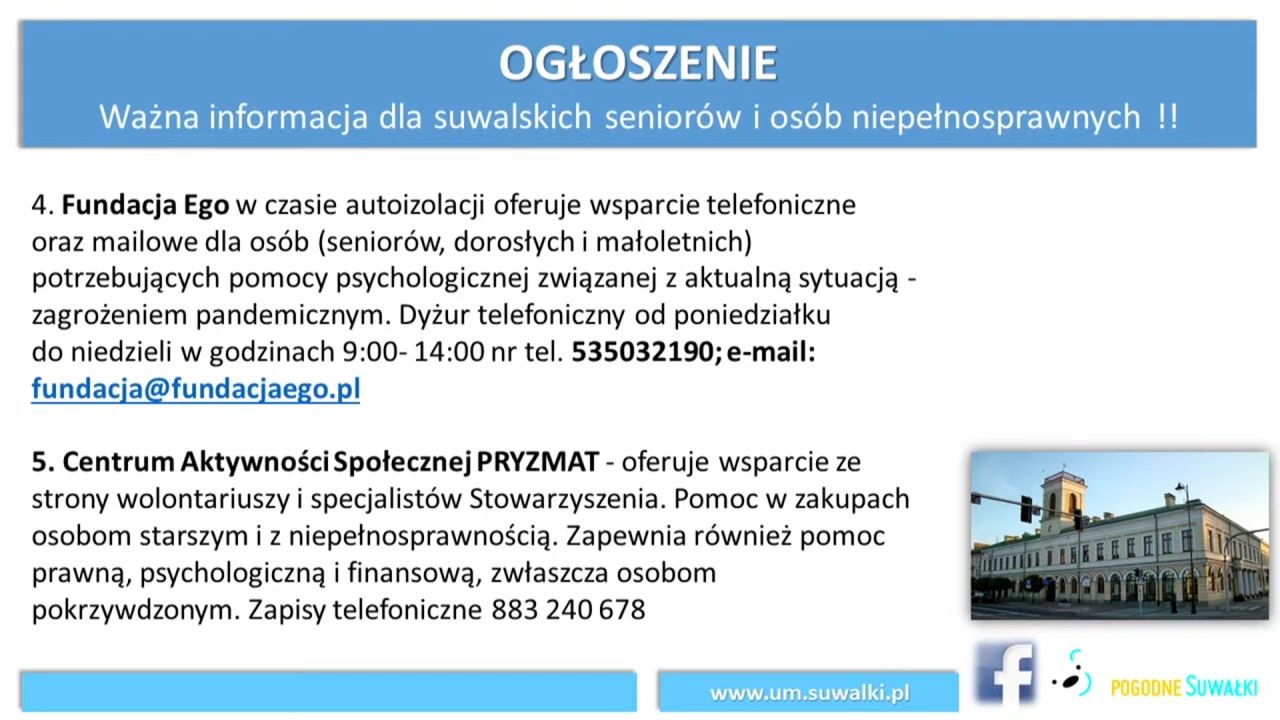 OGŁOSZENIE
Ważna informacja dla suwalskich seniorów i osób niepełnosprawnych !!
4. Fundacja Ego w czasie autoizolacji oferuje wsparcie telefoniczne
oraz mailowe dla osób (seniorów, dorosłych i małoletnich)
potrzebujących pomocy psychologicznej związanej z aktualną sytuacją -
zagrożeniem pandemicznym. Dyżur telefoniczny od poniedziałku
do niedzieli w godzinach 9:00- 14:00 nr tel. 535032190; e-mail:
fundacja@fundacjaego.pl
5. Centrum Aktywności Społecznej PRYZMAT - oferuje wsparcie ze
strony wolontariuszy i specjalistów Stowarzyszenia. Pomoc w zakupach
osobom starszym i z niepełnosprawnością. Zapewnia również pomoc
prawną, psychologiczną i finansową, zwłaszcza osobom
pokrzywdzonym. Zapisy telefoniczne 883 240 678
www.um.suwalki.pl
f
POGODNE SUWAŁKI